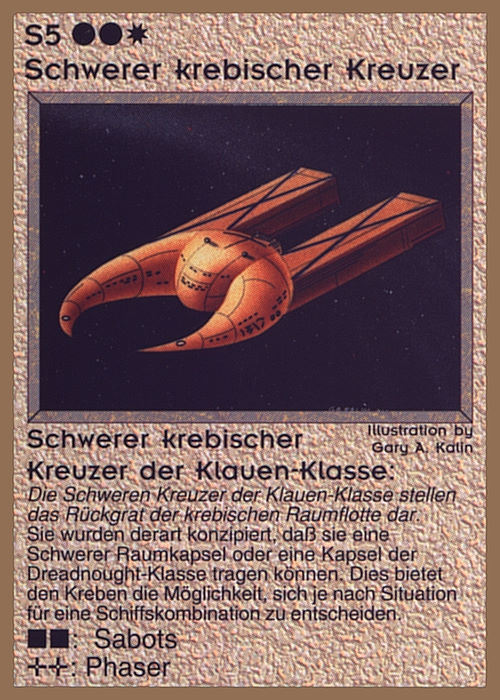 S5 ●●✷
Schwerer krebischer Kreuzer
Illustration by
Gary A. Kalin
Schwerer krebischer
Kreuzer der Klauen-Klasse:
Die Schweren Kreuzer der Klauen-Klasse stellen
das Rückgrat der krebischen Raumflotte dar.
Sie wurden derart konzipiert, daß sie eine
Schwerer Raumkapsel oder eine Kapsel der
Dreadnought-Klasse tragen können. Dies bietet
den Kreben die Möglichkeit, sich je nach Situation
für eine Schiffskombination zu entscheiden.
■■: Sabots
✢✢: Phaser